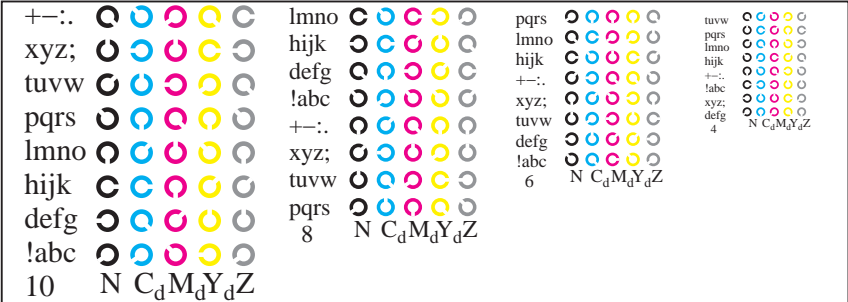 +−:.
xyz;
tuvw
pqrs
lmno
hijk
defg
!abc
10 N CdMdYdZ
lmno
hijk
defg
!abc
+−:.
xyz;
tuvw
pqrs
8 N CdMdYdZ
pqrs
lmno
hijk
+−:.
xyz;
tuvw
defg
!abc
6 N CdMdYdZ
tuvw
pqrs
lmno
hijk
+−:.
!abc
xyz;
defg
4 N CdMdYdZ